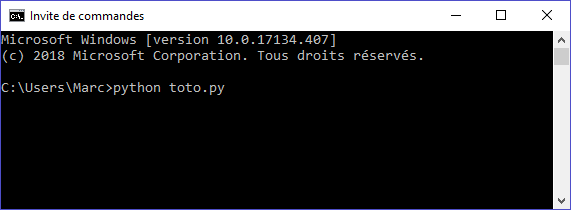 Invite de commandes
Microsoft Windows [version 10.0.17134.407]
(c) 2018 Microsoft Corporation. Tous droits réservés.
C:\Users\Marc>python toto.py